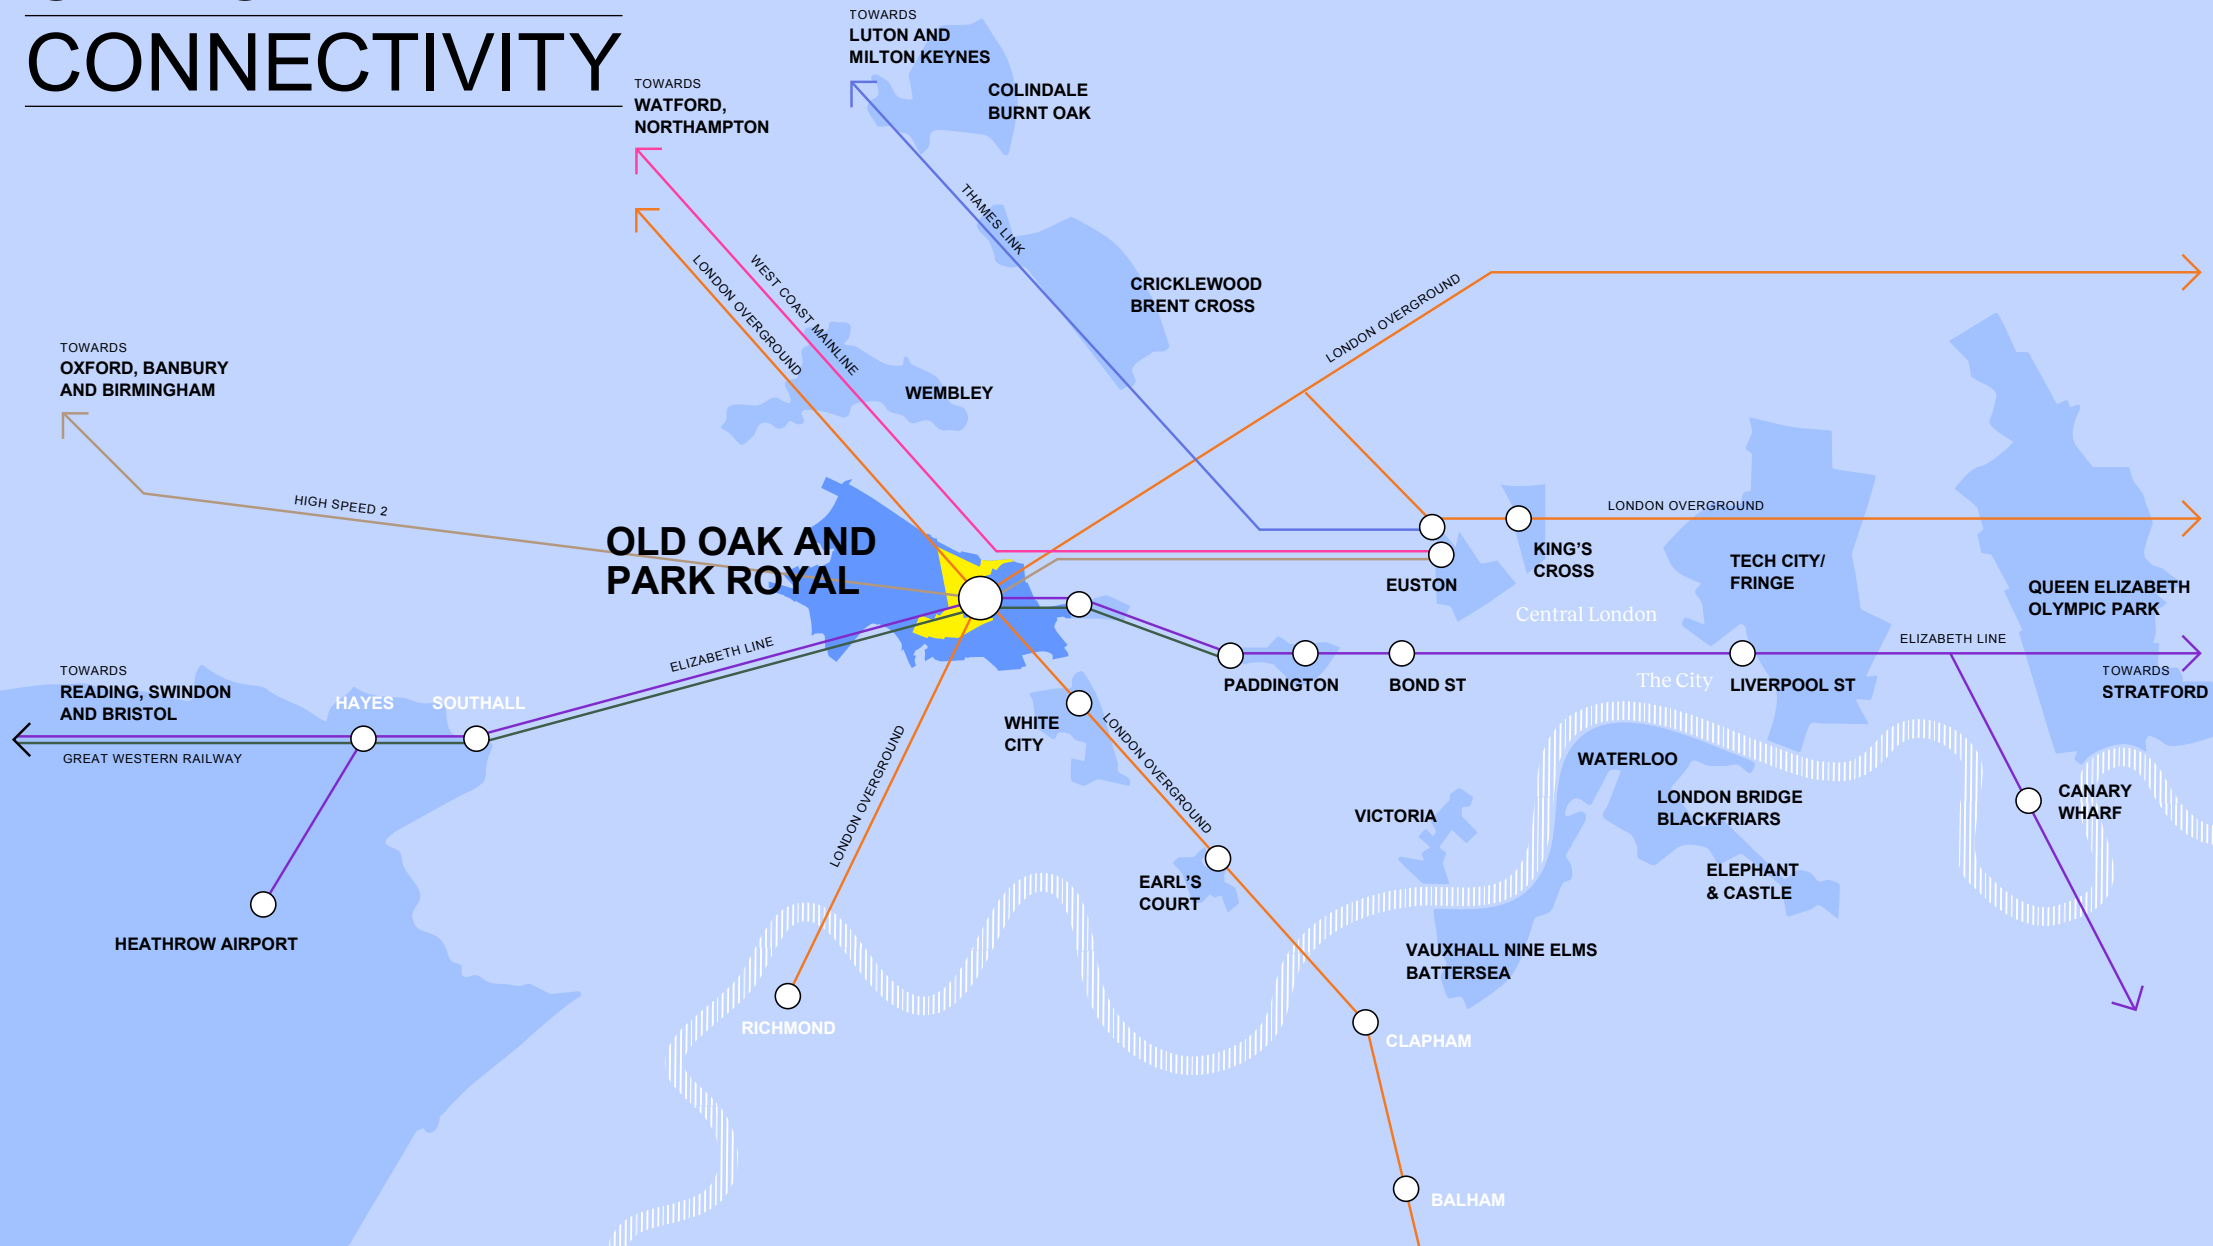 CONNECTIVITY
TOWARDS
LUTON AND
MILTON KEYNES
COLINDALE
BURNT OAK
TOWARDS
WATFORD,
NORTHAMPTON
THAMES LINK
LONDON OVERGROUND
WEST COAST MAINLINE
CRICKLEWOOD
BRENT CROSS
LONDON OVERGROUND
TOWARDS
OXFORD, BANBURY
AND BIRMINGHAM
WEMBLEY
HIGH SPEED 2
OLD OAK AND
PARK ROYAL
LONDON OVERGROUND
KING'S
CROSS
EUSTON
TECH CITY/
FRINGE
QUEEN ELIZABETH
OLYMPIC PARK
Central London
ELIZABETH LINE
ELIZABETH LINE
TOWARDS
READING, SWINDON
AND BRISTOL
HAYES
SOUTHALL
GREAT WESTERN RAILWAY
PADDINGTON
BOND ST
The City
LIVERPOOL ST
TOWARDS
STRATFORD
WHITE
CITY
LONDON OVERGROUND
LONDON OVERGROUND
WATERLOO
LONDON BRIDGE
BLACKFRIARS
VICTORIA
CANARY
WHARF
EARL'S
COURT
ELEPHANT
& CASTLE
HEATHROW AIRPORT
VAUXHALL NINE ELMS
BATTERSEA
RICHMOND
CLAPHAM
BALHAM